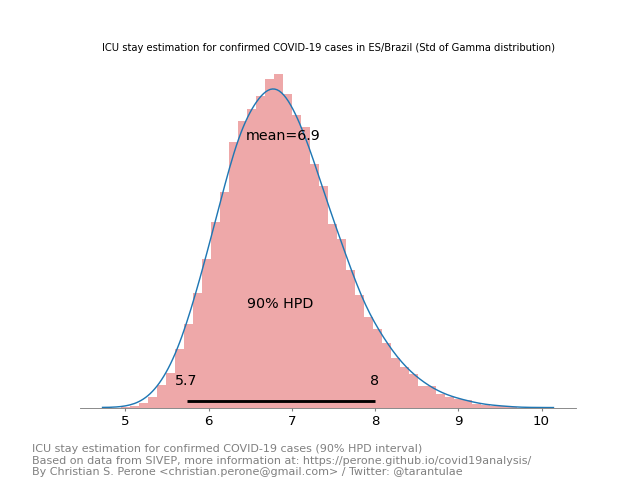 ICU stay estimation for confirmed COVID-19 cases in ES/Brazil (Std of Gamma distribution)
mean=6.9
90% HPD
5.7 8
5 6 7 8 9 10
ICU stay estimation for confirmed COVID-19 cases (90% HPD interval)
Based on data from SIVEP, more information at: https://perone.github.io/covid19analysis/
By Christian S. Perone <christian.perone@gmail.com> / Twitter: @tarantulae